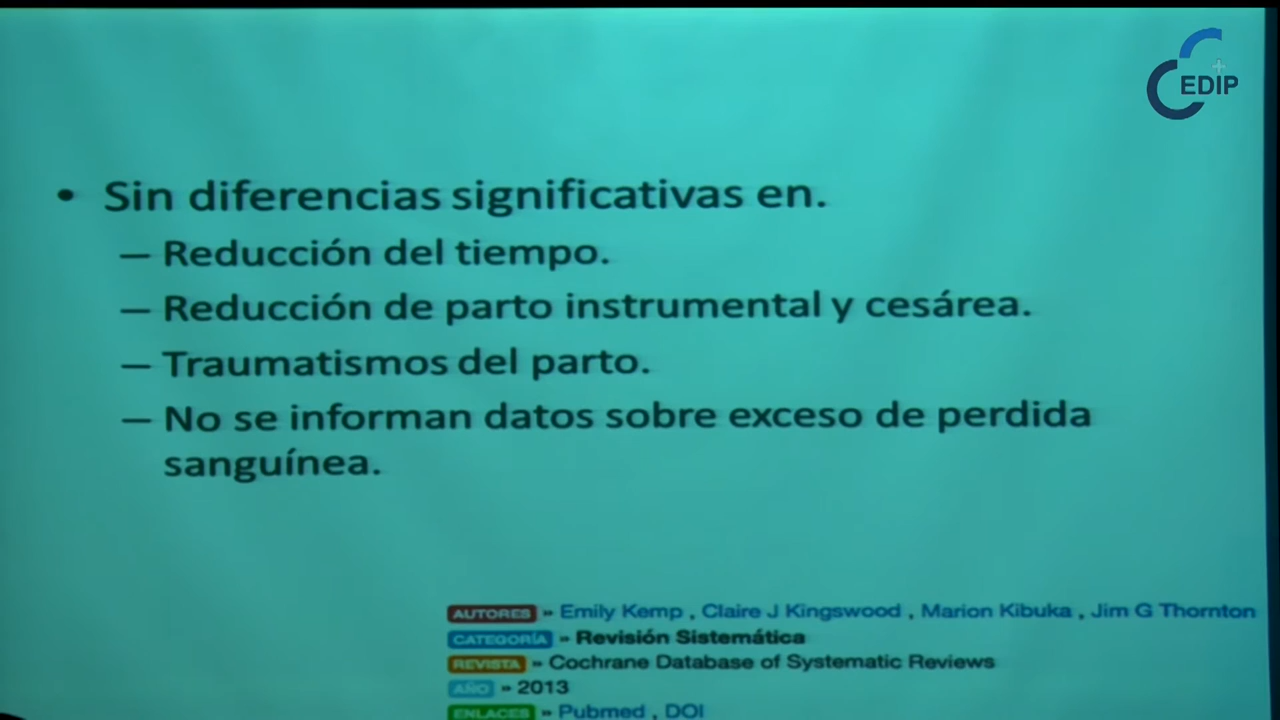 CEDIP
• Sin diferencias significativas en.
– Reducción del tiempo.
– Reducción de parto instrumental y cesárea.
– Traumatismos del parto.
– No se informan datos sobre exceso de perdida
sanguínea.
AUTORES » Emily Kemp , Claire J Kingswood , Marion Kibuka , Jim G Thornton
CATEGORÍA » Revisión Sistemática
REVISTA » Cochrane Database of Systematic Reviews
AÑO » 2013
ENLACES » Pubmed , DOI